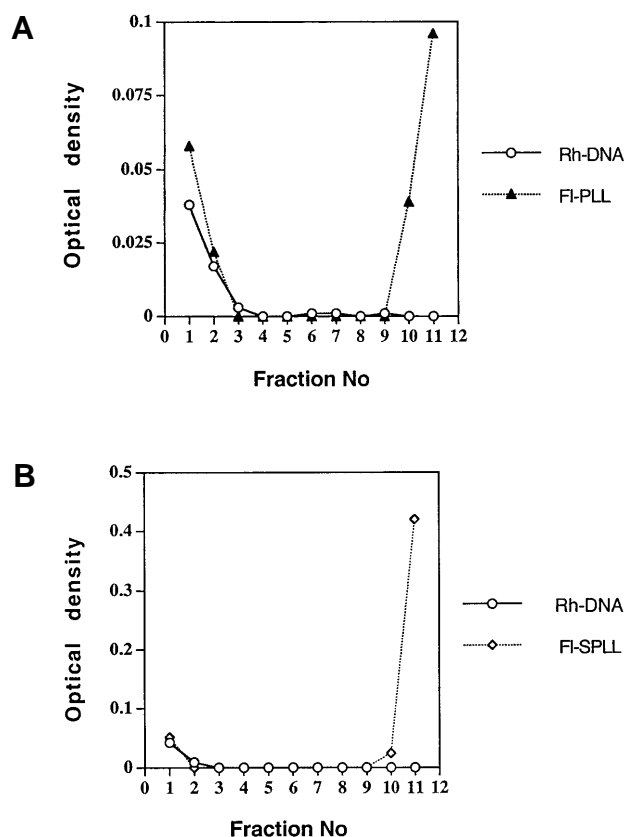 A
0.1
0.075
0.05
0.025
0
Optical density
0 1 2 3 4 5 6 7 8 9 10 11 12
Fraction No
Rh-DNA
Fl-PLL
B
0.5
0.4
0.3
0.2
0.1
0
Optical density
0 1 2 3 4 5 6 7 8 9 10 11 12
Fraction No
Rh-DNA
Fl-SPLL